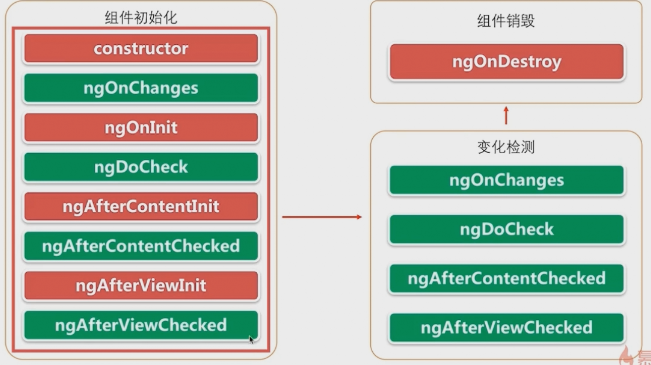 组件初始化
constructor
ngOnChanges
ngOnInit
ngDoCheck
ngAfterContentInit
ngAfterContentChecked
ngAfterViewInit
ngAfterViewChecked
组件销毁
ngOnDestroy
变化检测
ngOnChanges
ngDoCheck
ngAfterContentChecked
ngAfterViewChecked